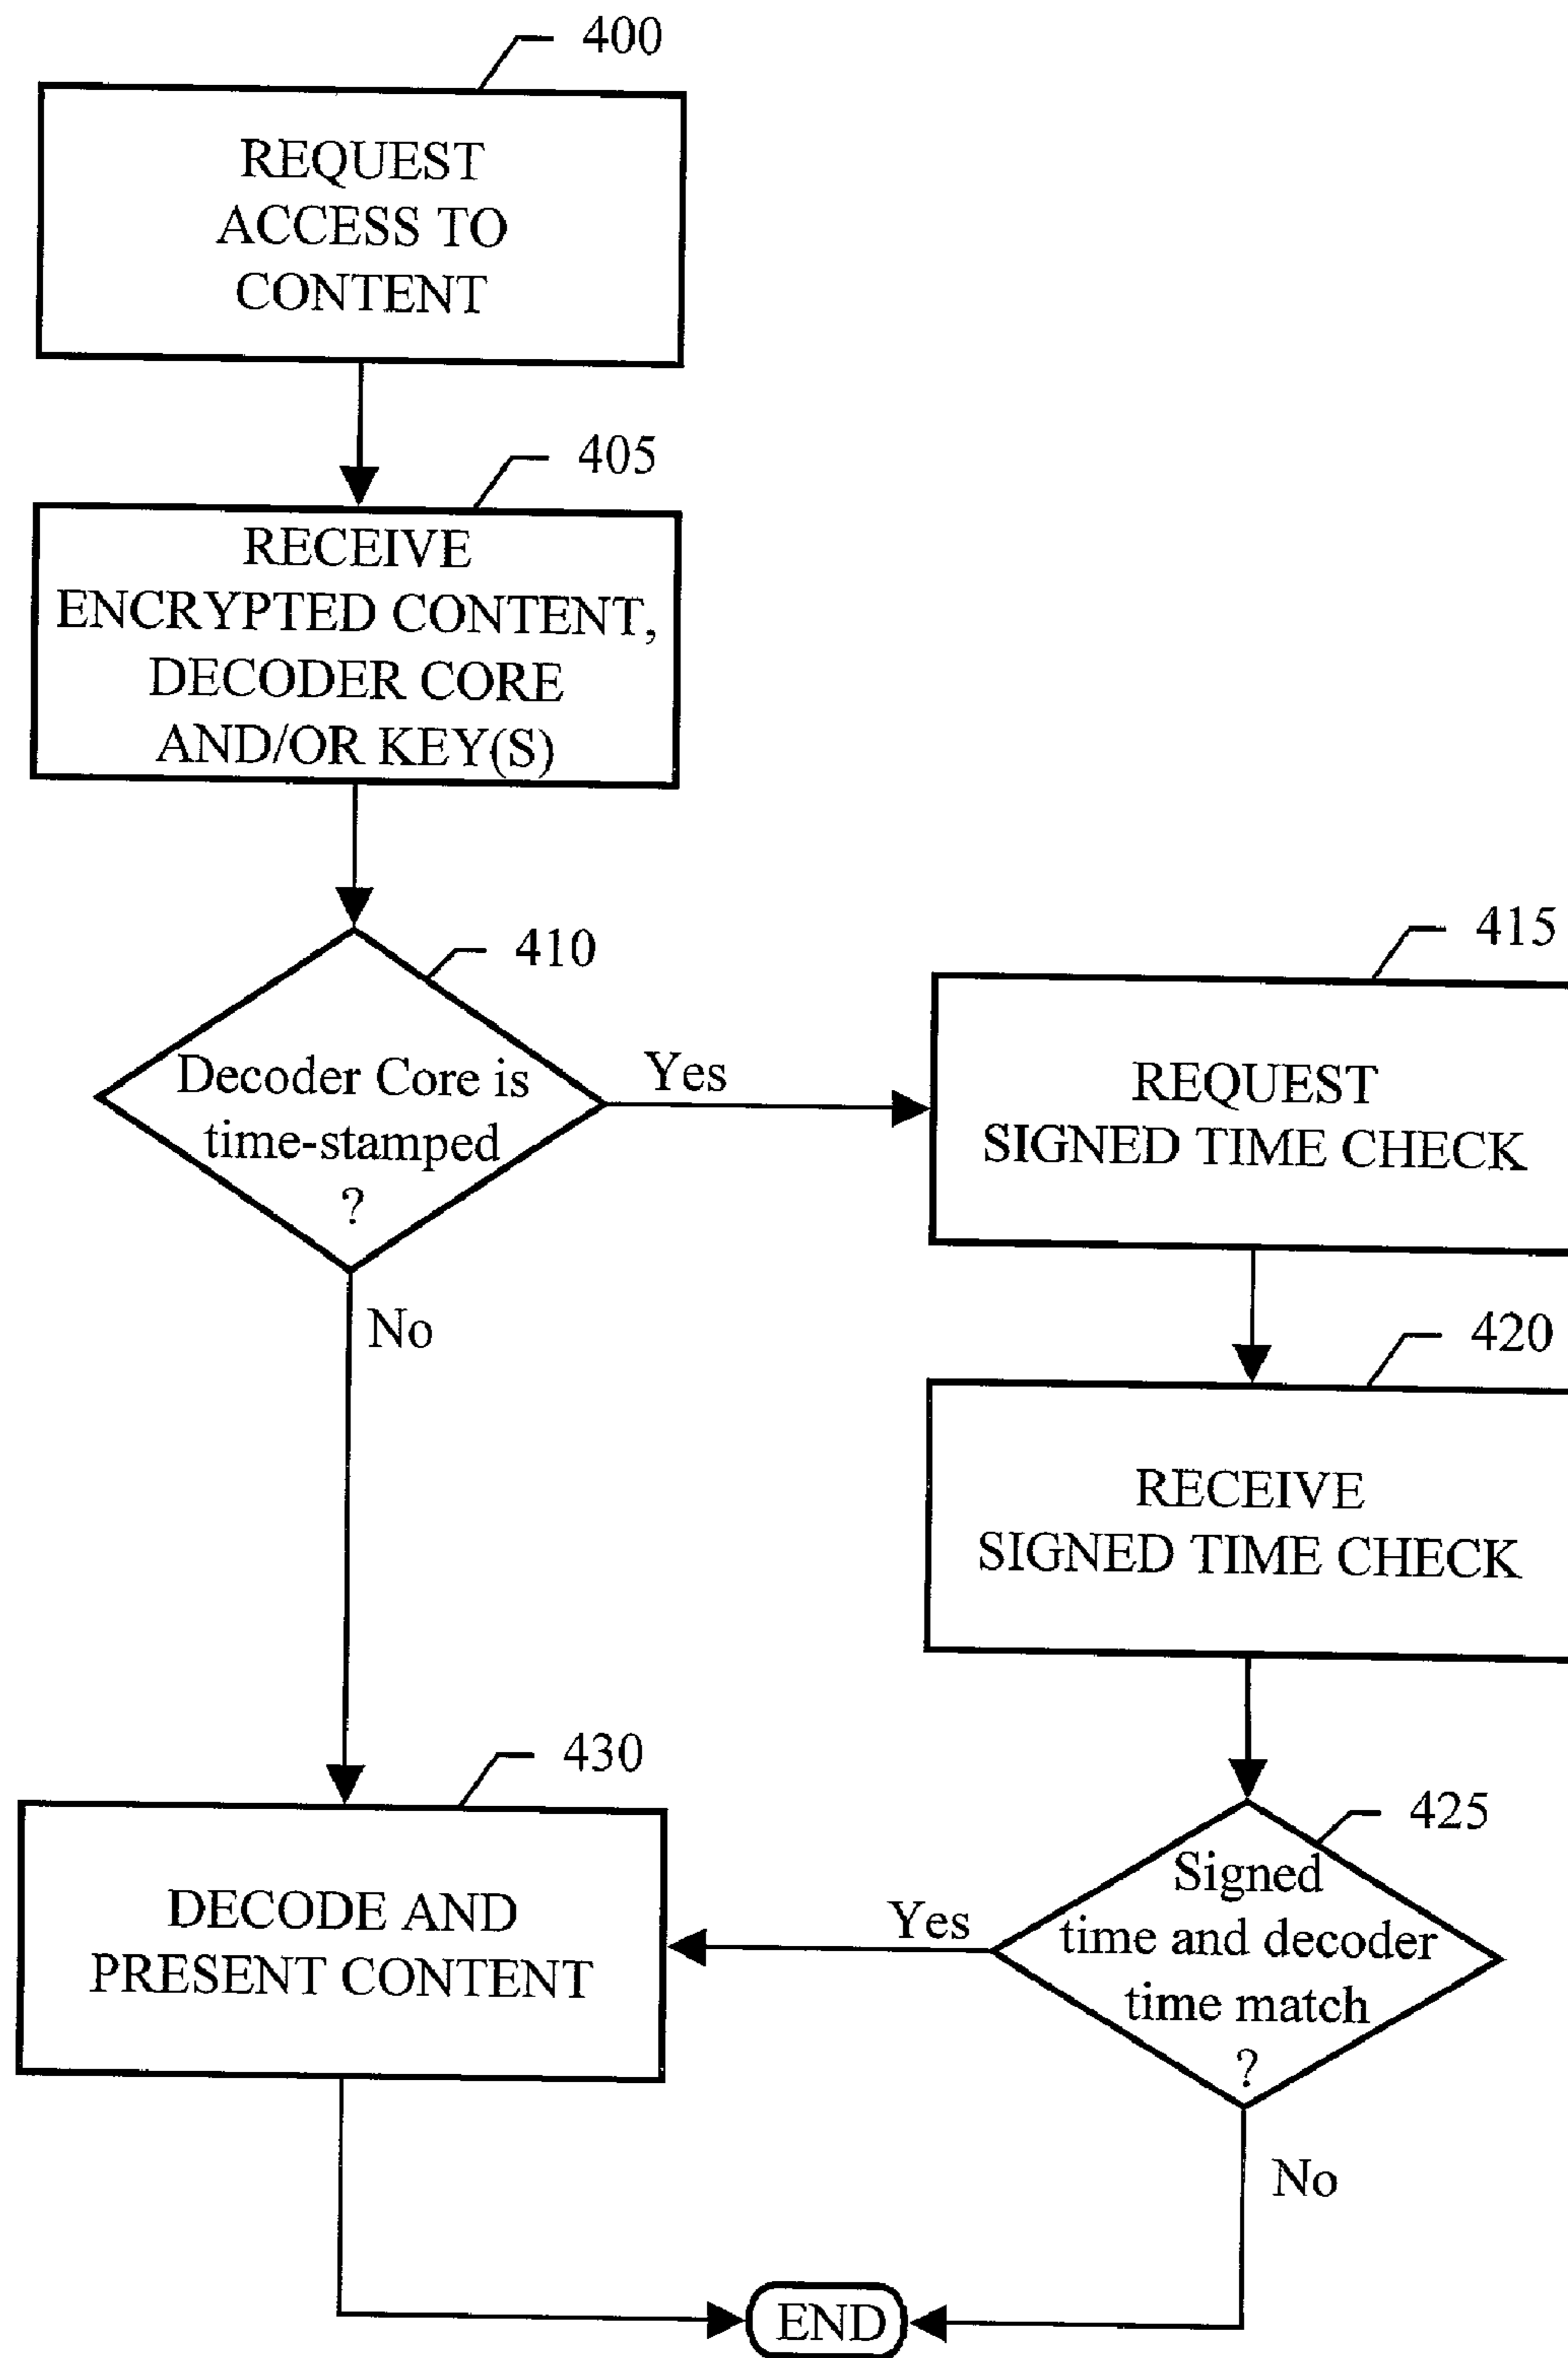 400
REQUEST
ACCESS TO
CONTENT
405
RECEIVE
ENCRYPTED CONTENT,
DECODER CORE
AND/OR KEY(S)
410
Decoder Core is
time-stamped
?
Yes
No
415
REQUEST
SIGNED TIME CHECK
420
RECEIVE
SIGNED TIME CHECK
425
Signed
time and decoder
time match
?
Yes
No
430
DECODE AND
PRESENT CONTENT
END